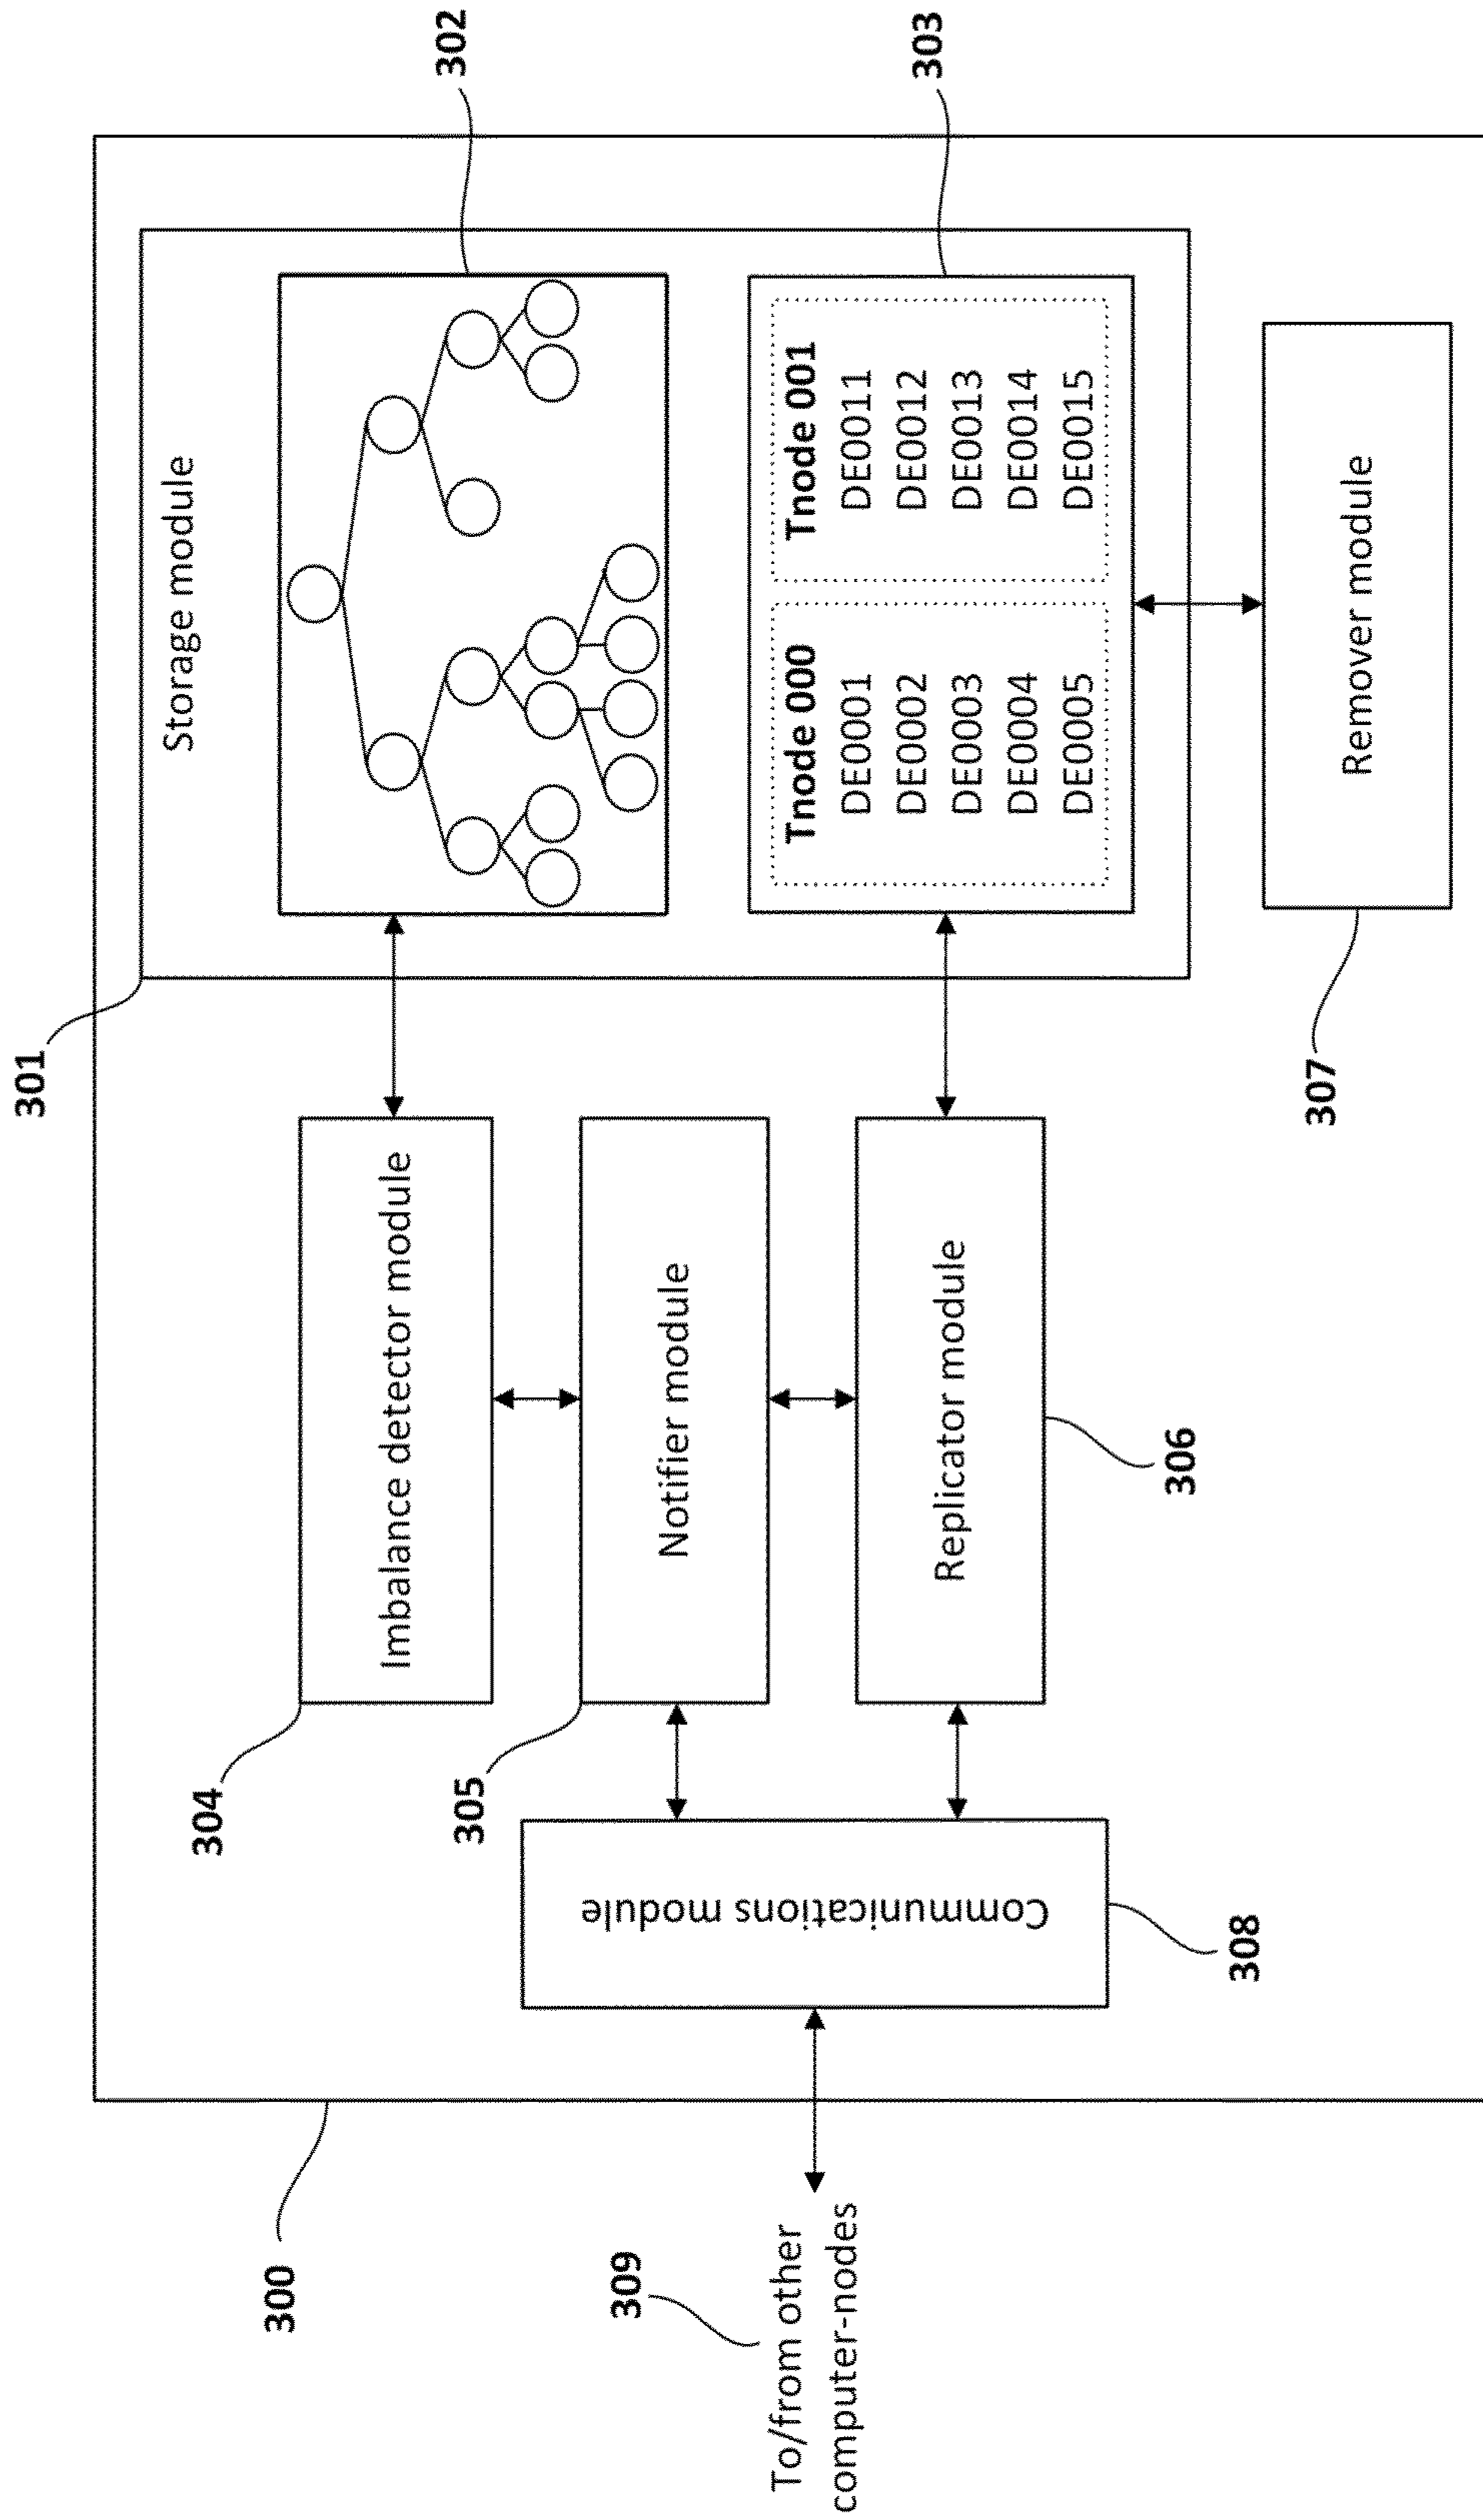 301
Storage module
302
303
Tnode 000
DE0001
DE0002
DE0003
DE0004
DE0005
Tnode 001
DE0011
DE0012
DE0013
DE0014
DE0015
304
Imbalance detector module
305
Notifier module
Replicator module
306
Remover module
307
Communications module
308
300
309
To/from other
computer-nodes